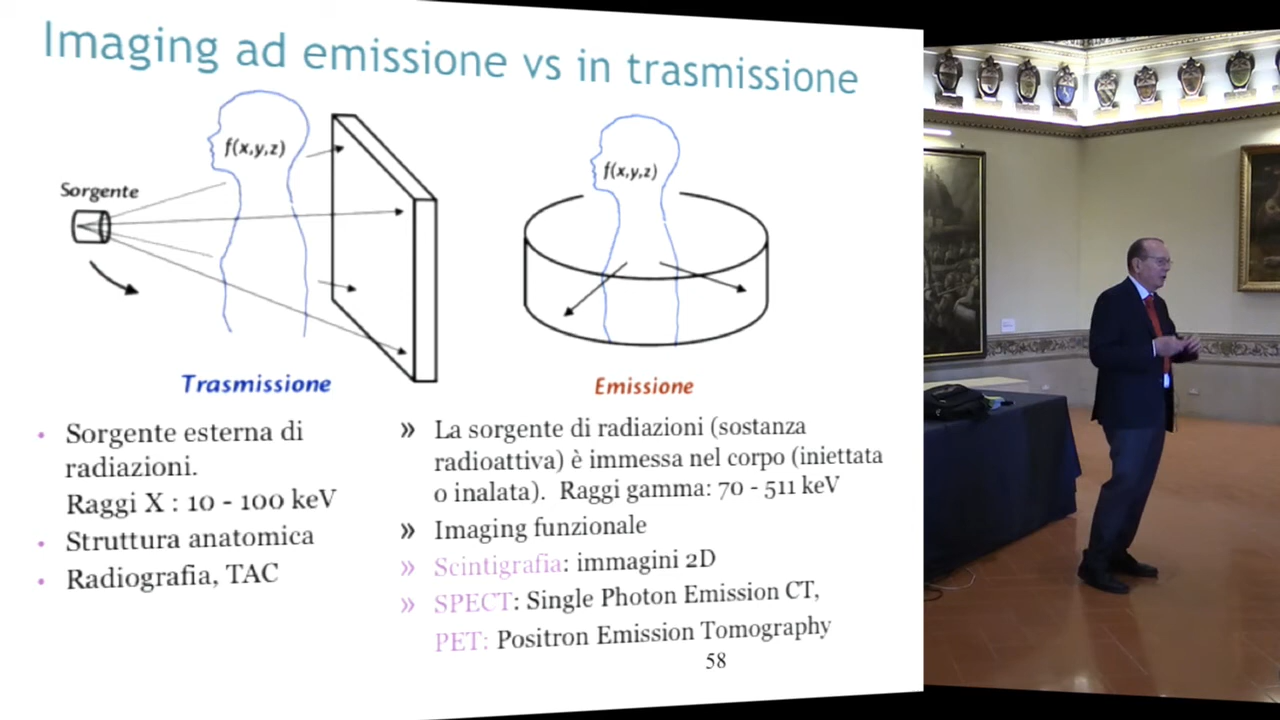 Imaging ad emissione vs in trasmissione
f(x,y,z)
Sorgente
f(x,y,z)
Trasmissione
• Sorgente esterna di
radiazioni.
Raggi X : 10 - 100 keV
• Struttura anatomica
• Radiografia, TAC
Emissione
» La sorgente di radiazioni (sostanza
radioattiva) è immessa nel corpo (iniettata
o inalata). Raggi gamma: 70 - 511 keV
» Imaging funzionale
» Scintigrafia: immagini 2D
» SPECT: Single Photon Emission CT,
PET: Positron Emission Tomography
58